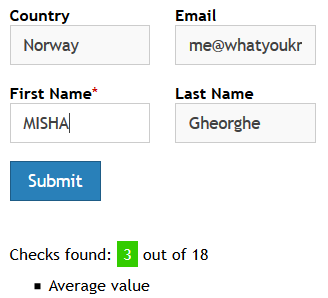 Country Email
Norway me@whatyoukr
First Name* Last Name
MISHA Gheorghe
Submit
Checks found: 3 out of 18
Average value